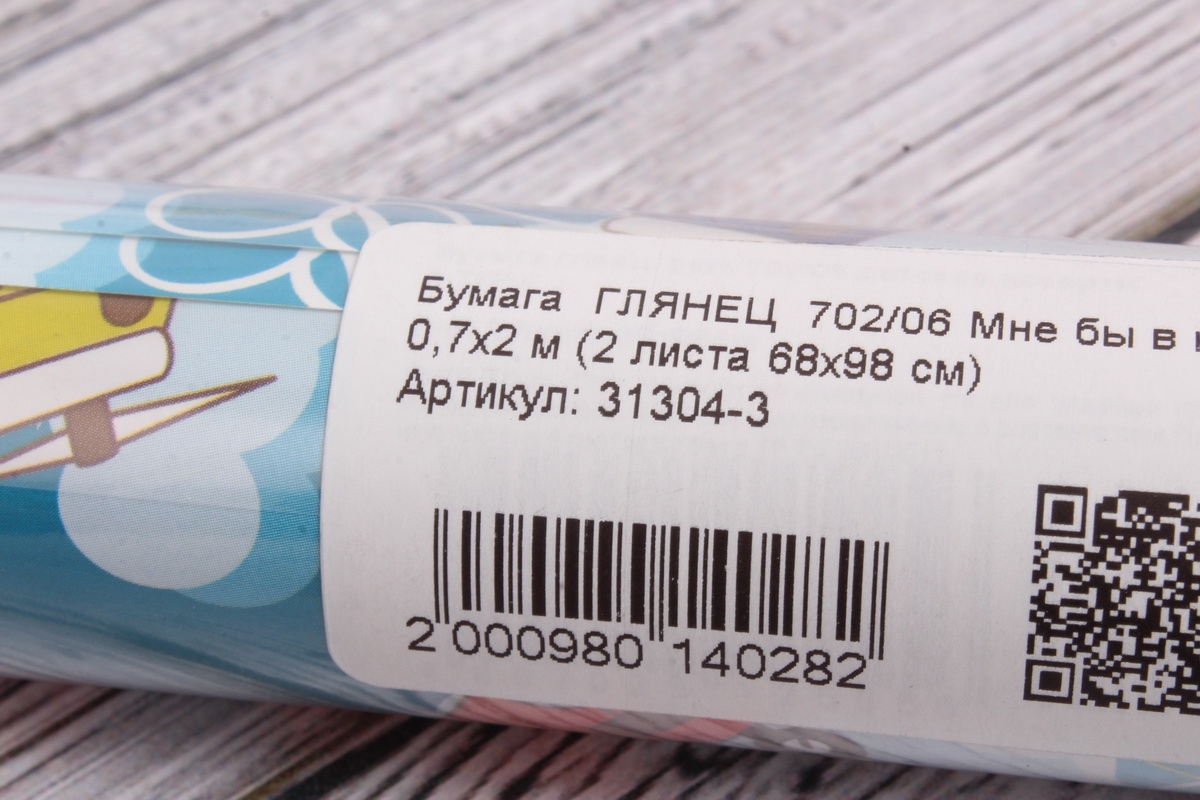 Бумага ГЛЯНЕЦ 702/06 Мне бы в
0,7х2 м (2 листа 68х98 см)
Артикул: 31304-3
2 000980 140282